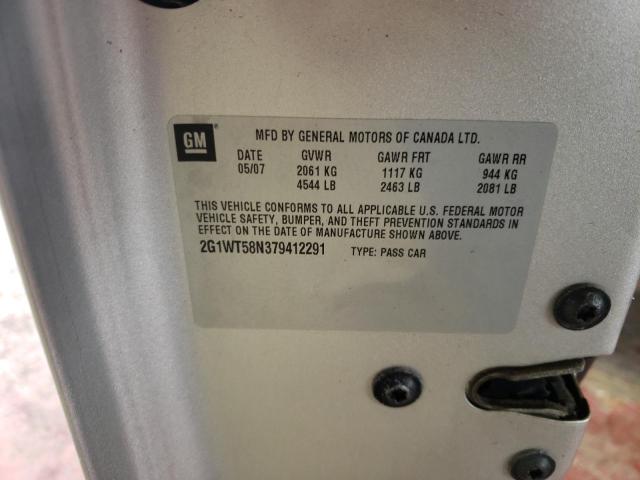 GM
MFD BY GENERAL MOTORS OF CANADA LTD.
DATE GVWR GAWR FRT GAWR RR
05/07 2061 KG 1117 KG 944 KG
4544 LB 2463 LB 2081 LB
THIS VEHICLE CONFORMS TO ALL APPLICABLE U.S. FEDERAL MOTOR
VEHICLE SAFETY, BUMPER, AND THEFT PREVENTION STANDARDS IN
EFFECT ON THE DATE OF MANUFACTURE SHOWN ABOVE.
2G1WT58N379412291 TYPE: PASS CAR